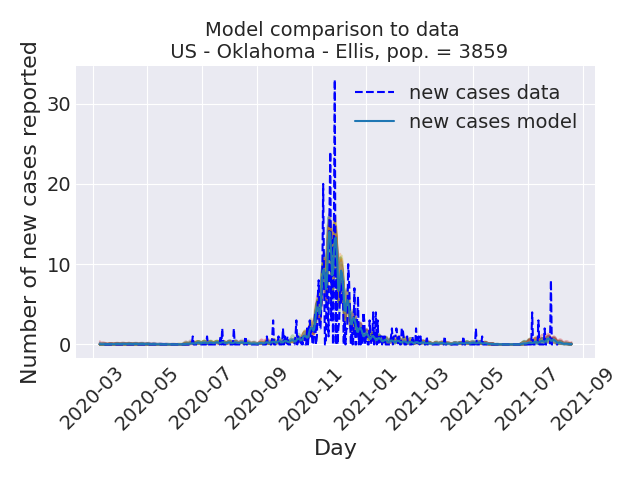 Model comparison to data
US - Oklahoma - Ellis, pop. = 3859
Number of new cases reported
30
20
10
0
new cases data
new cases model
2020-03
2020-05
2020-07
2020-09
2020-11
2021-01
2021-03
2021-05
2021-07
2021-09
Day